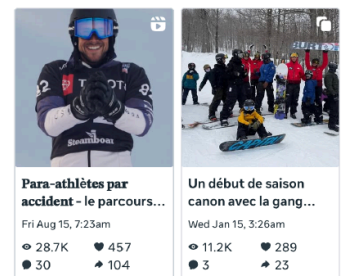 TOYOTA
Steamboat
Para-athlètes par
accident - le parcours...
Fri Aug 15, 7:23am
28.7K 457
30 104
Un début de saison
canon avec la gang...
Wed Jan 15, 3:26am
11.2K 289
3 23